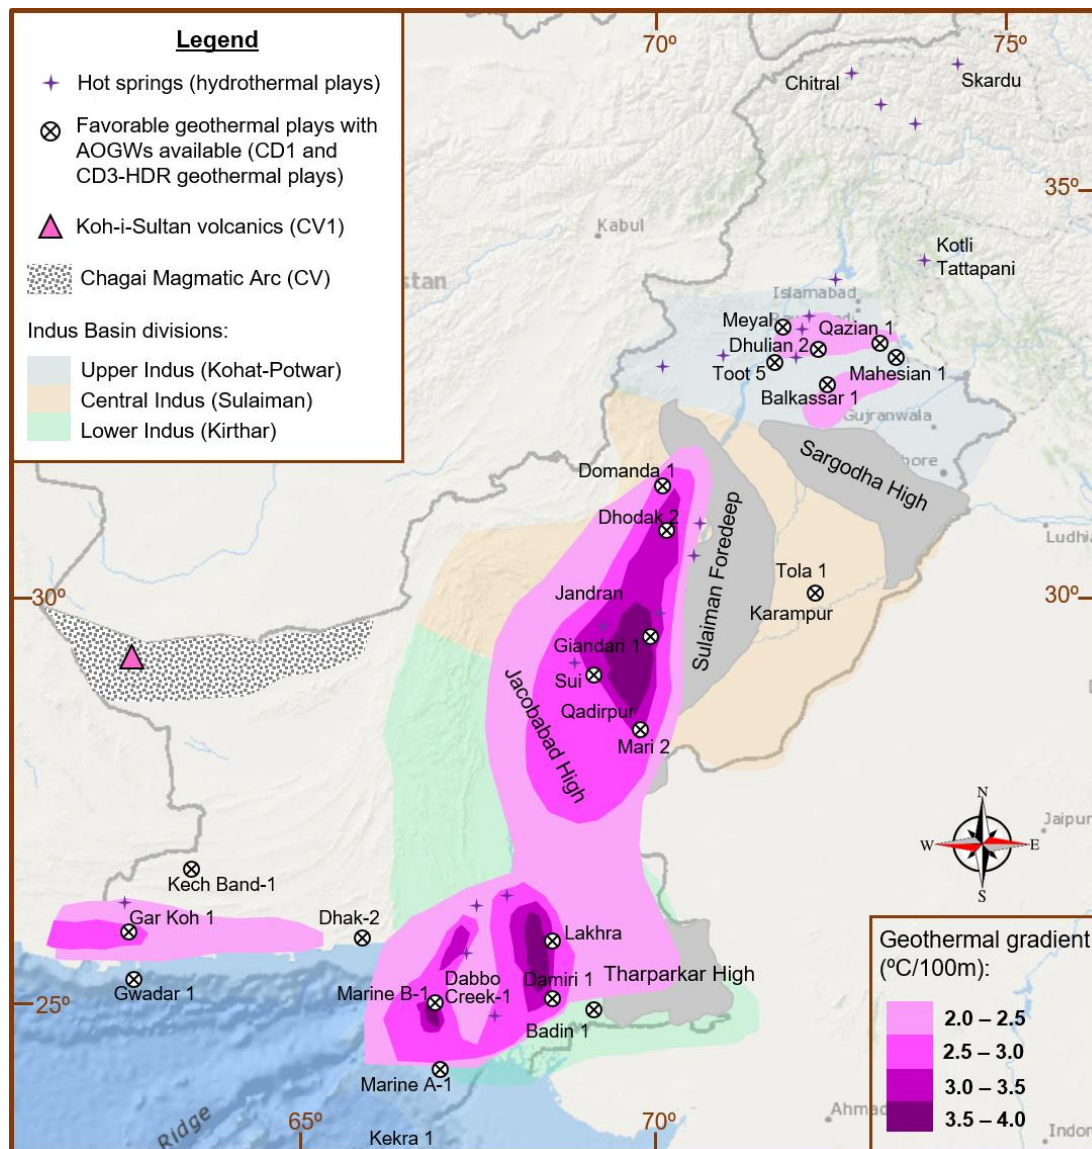 Legend
Hot springs (hydrothermal plays)
Favorable geothermal plays with
AOGWs available (CD1 and
CD3-HDR geothermal plays)
Koh-i-Sultan volcanics (CV1)
Chagai Magmatic Arc (CV)
Indus Basin divisions:
Upper Indus (Kohat-Potwar)
Central Indus (Sulaiman)
Lower Indus (Kirthar)
70º
75º
Chitral
Skardu
35º
Kabul
stan
Kotli
Tattapani
Islamabad
Meyal
Qazian 1
Dhulian 2
Toot 5
Mahesian 1
Balkassar 1
Gujranwala
Sargodha High
ore
Domanda 1
Dhodak 2
Sulaiman Foredeep
Ludhia
Tola 1
Karampur
30º
30º
Jandran
Giandari 1
Sui
Qadirpur
Mari 2
Jacobabad High
Jaipur
N
W
E
S
Kech Band-1
Gar Koh 1
Dhak-2
Gwadar 1
Lakhra
Tharparkar High
Dabbo
Creek-1
Damiri 1
Marine B-1
25º
Badin 1
Marine A-1
Ridge
65º
70º
Kekra 1
Ahmad
Indor
Geothermal gradient
(ºC/100m):
2.0 – 2.5
2.5 – 3.0
3.0 – 3.5
3.5 – 4.0